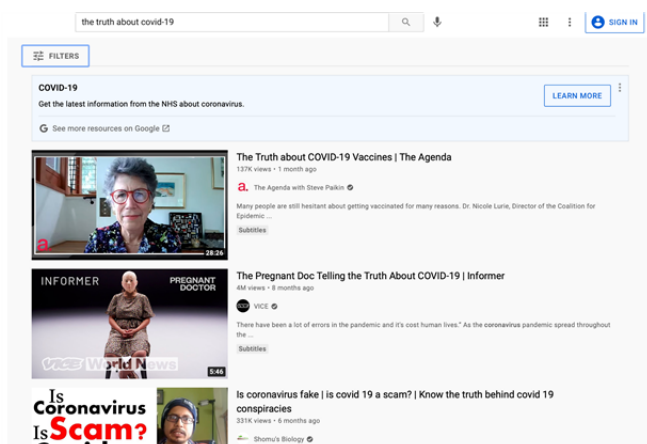 the truth about covid-19
SIGN IN
FILTERS
COVID-19
Get the latest information from the NHS about coronavirus.
LEARN MORE
G See more resources on Google
The Truth about COVID-19 Vaccines | The Agenda
137K views • 1 month ago
a. The Agenda with Steve Paikin
Many people are still hesitant about getting vaccinated for many reasons. Dr. Nicole Lurie, Director of the Coalition for
Epidemic ...
Subtitles
a
28:26
INFORMER
PREGNANT
DOCTOR
VICE World News
5:46
The Pregnant Doc Telling the Truth About COVID-19 | Informer
4M views • 8 months ago
VICE
There have been a lot of errors in the pandemic and it's cost human lives." As the coronavirus pandemic spread throughout
the ...
Subtitles
Is
Coronavirus
Is Scam?
Is coronavirus fake | is covid 19 a scam? | Know the truth behind covid 19
conspiracies
331K views • 6 months ago
Shomu's Biology